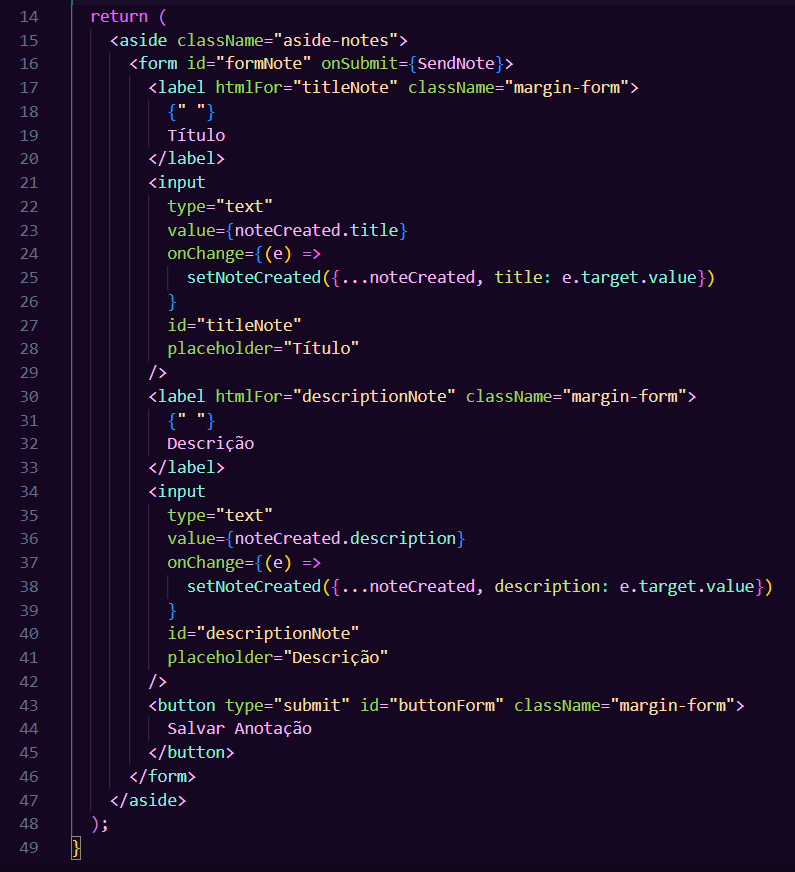 14 return (
15 <aside className="aside-notes">
16 <form id="formNote" onSubmit={SendNote}>
17 <label htmlFor="titleNote" className="margin-form">
18 {" "}
19 Título
20 </label>
21 <input
22 type="text"
23 value={noteCreated.title}
24 onChange={(e) =>
25 setNoteCreated({...noteCreated, title: e.target.value})
26 }
27 id="titleNote"
28 placeholder="Título"
29 />
30 <label htmlFor="descriptionNote" className="margin-form">
31 {" "}
32 Descrição
33 </label>
34 <input
35 type="text"
36 value={noteCreated.description}
37 onChange={(e) =>
38 setNoteCreated({...noteCreated, description: e.target.value})
39 }
40 id="descriptionNote"
41 placeholder="Descrição"
42 />
43 <button type="submit" id="buttonForm" className="margin-form">
44 Salvar Anotação
45 </button>
46 </form>
47 </aside>
48 );
49 }